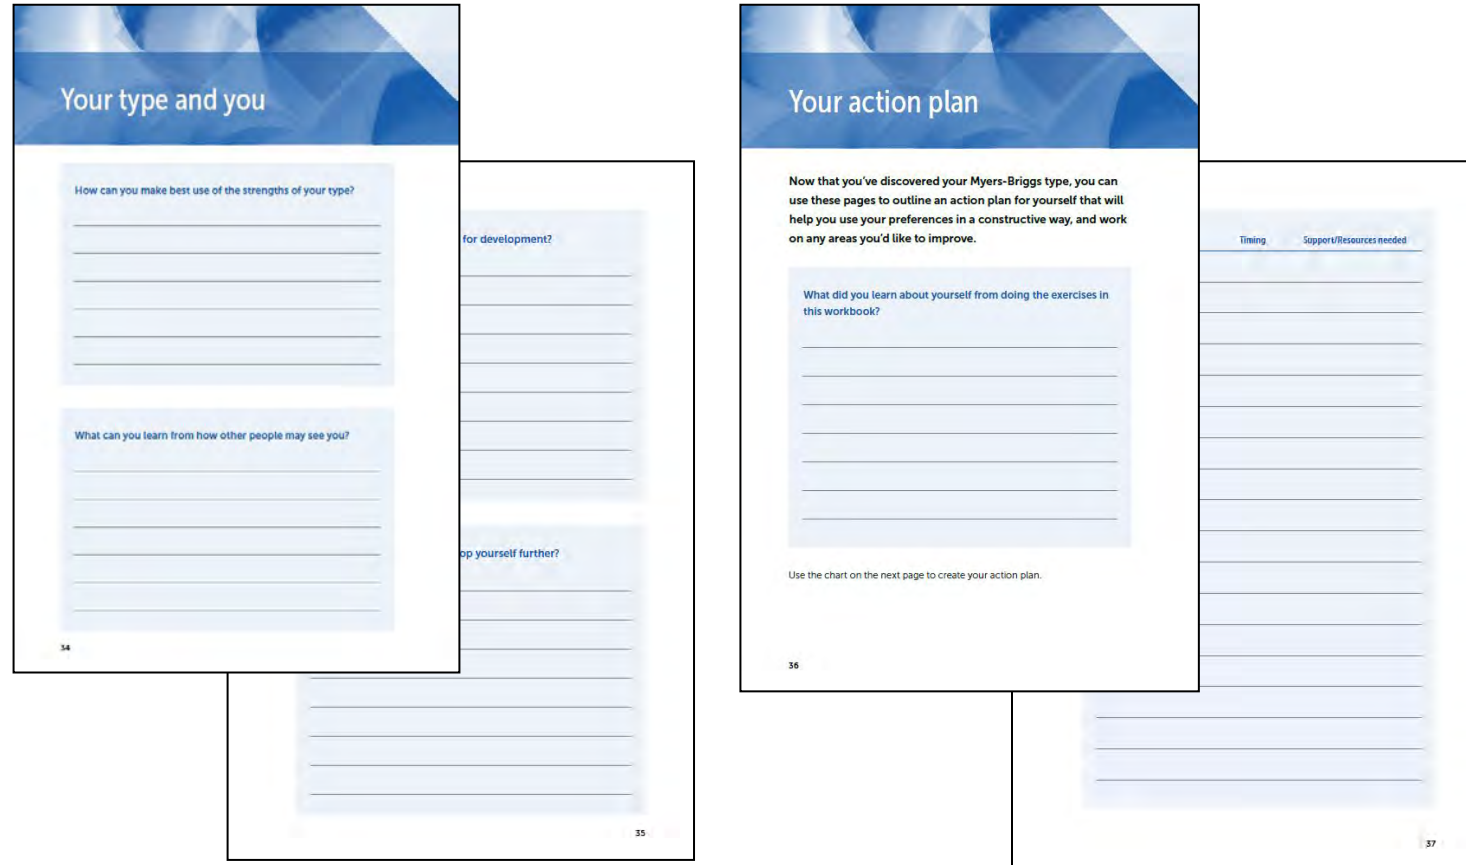 Your type and you
How can you make best use of the strengths of your type?
What can you learn from how other people may see you?
34
for development?
op yourself further?
35
Your action plan
Now that you've discovered your Myers-Briggs type, you can
use these pages to outline an action plan for yourself that will
help you use your preferences in a constructive way, and work
on any areas you'd like to improve.
What did you learn about yourself from doing the exercises in
this workbook?
Use the chart on the next page to create your action plan.
36
Timing Support/Resources needed
37